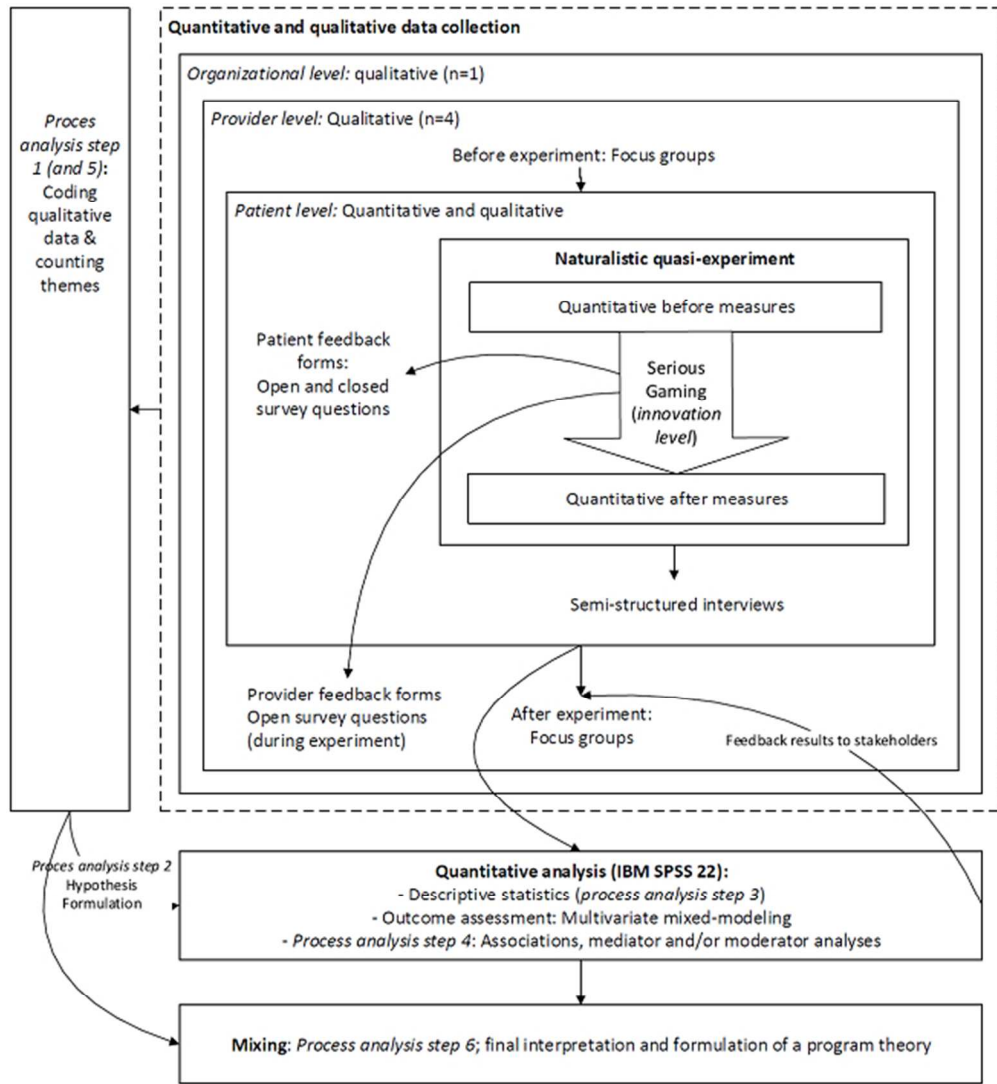 Quantitative and qualitative data collection
Organizational level: qualitative (n=1)
Provider level: Qualitative (n=4)
Before experiment: Focus groups
Patient level: Quantitative and qualitative
Naturalistic quasi-experiment
Quantitative before measures
Serious
Gaming
(innovation
level)
Quantitative after measures
Patient feedback
forms:
Open and closed
survey questions
Semi-structured interviews
Provider feedback forms
Open survey questions
(during experiment)
After experiment:
Focus groups
Feedback results to stakeholders
Proces
analysis step
1 (and 5):
Coding
qualitative
data &
counting
themes
Proces analysis step 2
Hypothesis
Formulation
Quantitative analysis (IBM SPSS 22):
- Descriptive statistics (process analysis step 3)
- Outcome assessment: Multivariate mixed-modeling
- Process analysis step 4: Associations, mediator and/or moderator analyses
Mixing: Process analysis step 6; final interpretation and formulation of a program theory